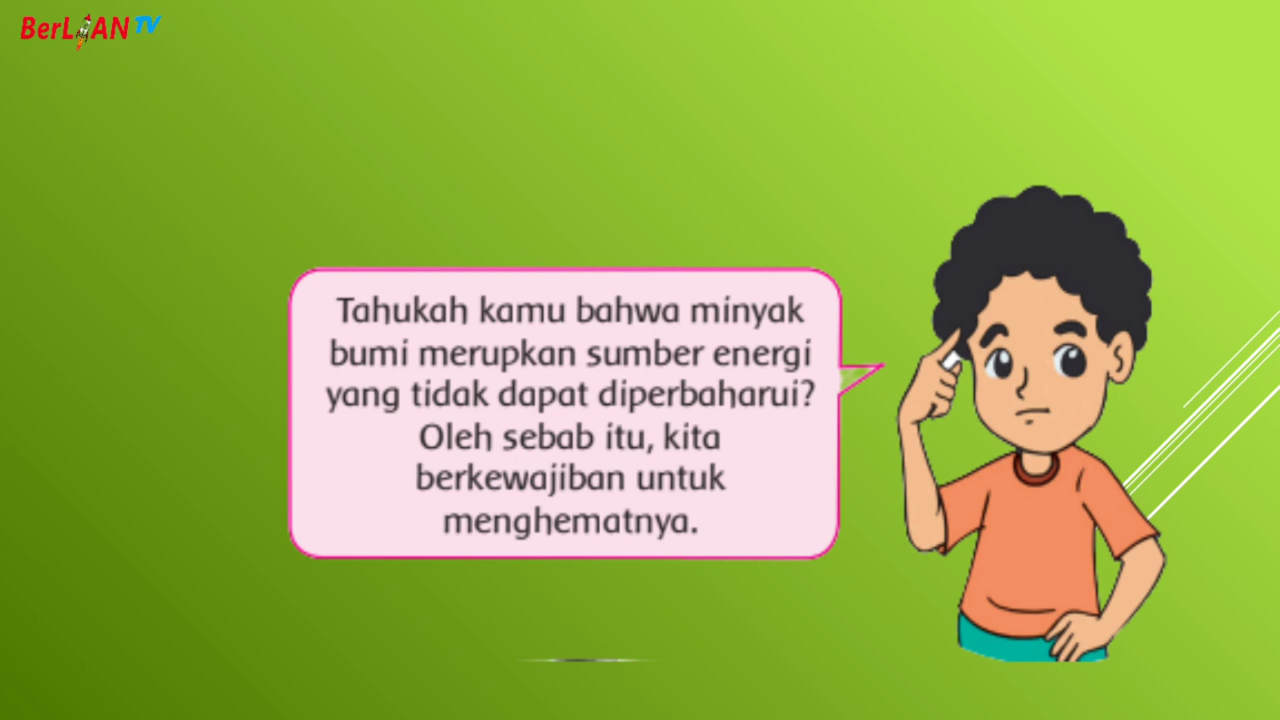 BerLiAN TV
Tahukah kamu bahwa minyak
bumi merupkan sumber energi
yang tidak dapat diperbaharui?
Oleh sebab itu, kita
berkewajiban untuk
menghematnya.